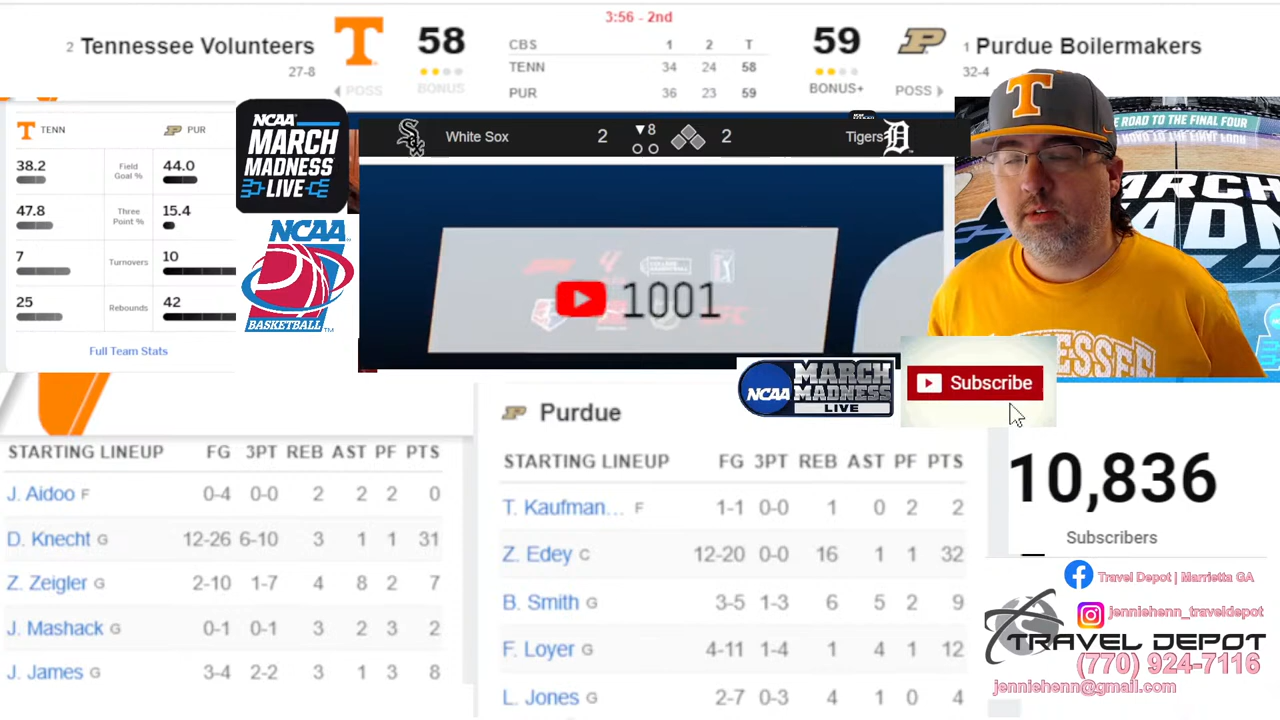 3:56 - 2nd
2 Tennessee Volunteers
27-8
58
POSS
BONUS
CBS 1 2 T
TENN 34 24 58
PUR 36 23 59
59
BONUS+
POSS
1 Purdue Boilermakers
32-4
TENN PUR
38.2 Field Goal % 44.0
47.8 Three Point % 15.4
7 Turnovers 10
25 Rebounds 42
Full Team Stats
NCAA
MARCH
MADNESS
LIVE
NCAA
BASKETBALL™
White Sox 2 ▼8 2 Tigers
1001
T
THE ROAD TO THE FINAL FOUR
NCAA MARCH MADNESS
LIVE
Subscribe
10,836
Subscribers
STARTING LINEUP FG 3PT REB AST PF PTS
J. Aidoo F 0-4 0-0 2 2 2 0
D. Knecht G 12-26 6-10 3 1 1 31
Z. Zeigler G 2-10 1-7 4 8 2 7
J. Mashack G 0-1 0-1 3 2 3 2
J. James G 3-4 2-2 3 1 3 8
Purdue
STARTING LINEUP FG 3PT REB AST PF PTS
T. Kaufman... F 1-1 0-0 1 0 2 2
Z. Edey C 12-20 0-0 16 1 1 32
B. Smith G 3-5 1-3 6 5 2 9
F. Loyer G 4-11 1-4 1 4 1 12
L. Jones G 2-7 0-3 4 1 0 4
Travel Depot | Marrietta GA
jenniehenn_traveldepot
TRAVEL DEPOT
(770) 924-7116
jenniehenn@gmail.com